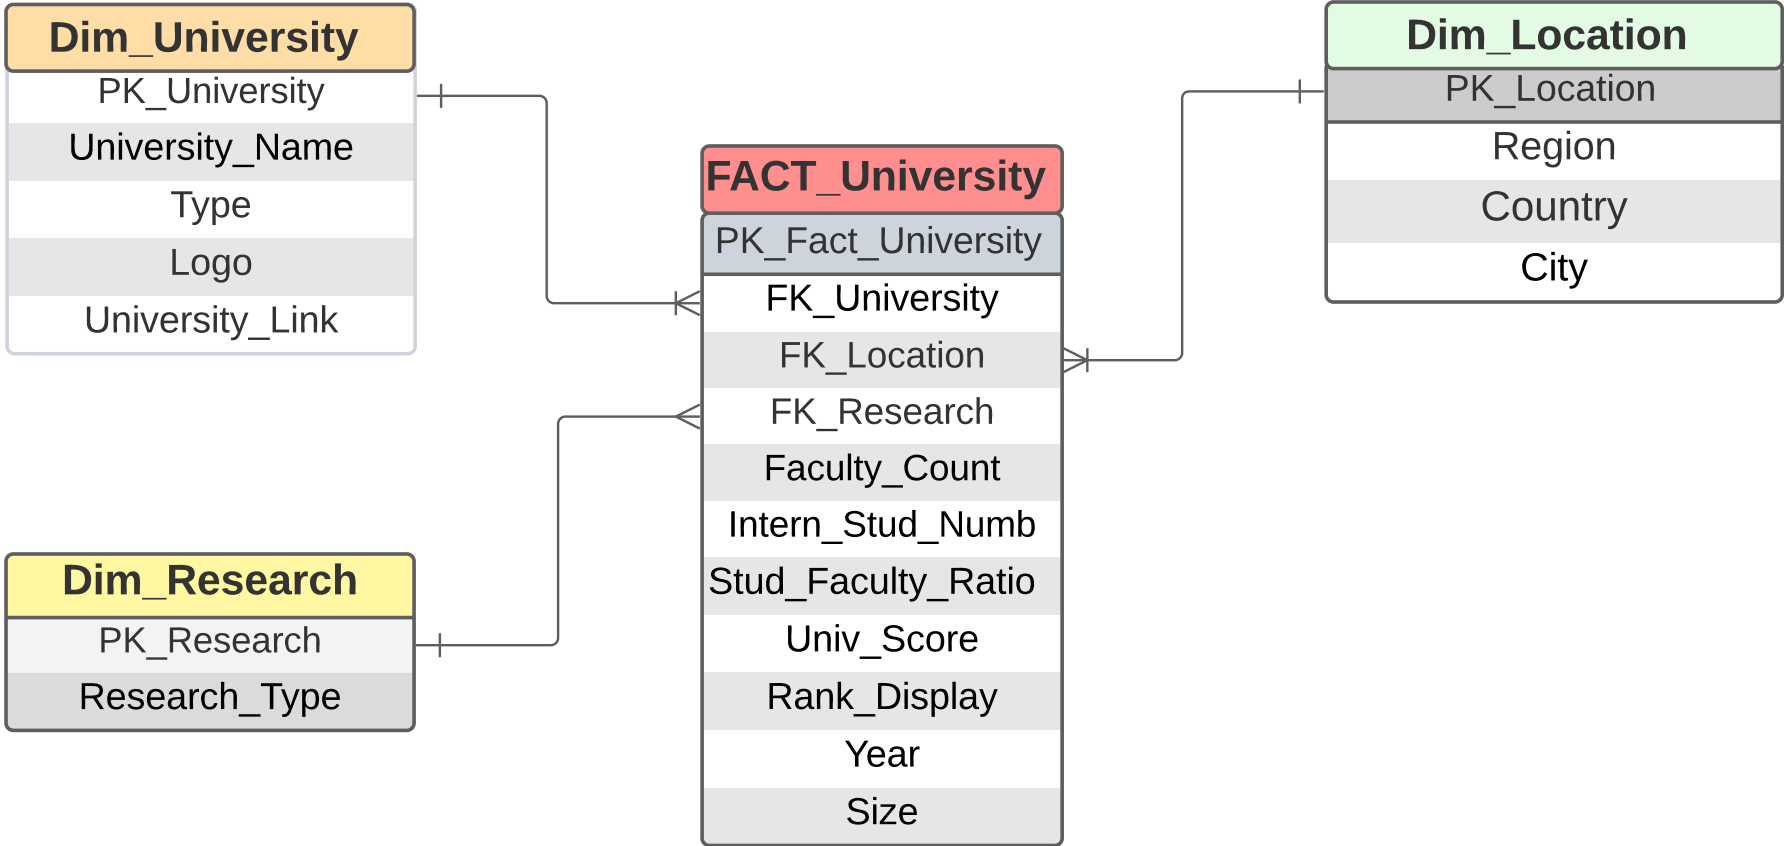 Dim_University
PK_University
University_Name
Type
Logo
University_Link
Dim_Research
PK_Research
Research_Type
FACT_University
PK_Fact_University
FK_University
FK_Location
FK_Research
Faculty_Count
Intern_Stud_Numb
Stud_Faculty_Ratio
Univ_Score
Rank_Display
Year
Size
Dim_Location
PK_Location
Region
Country
City